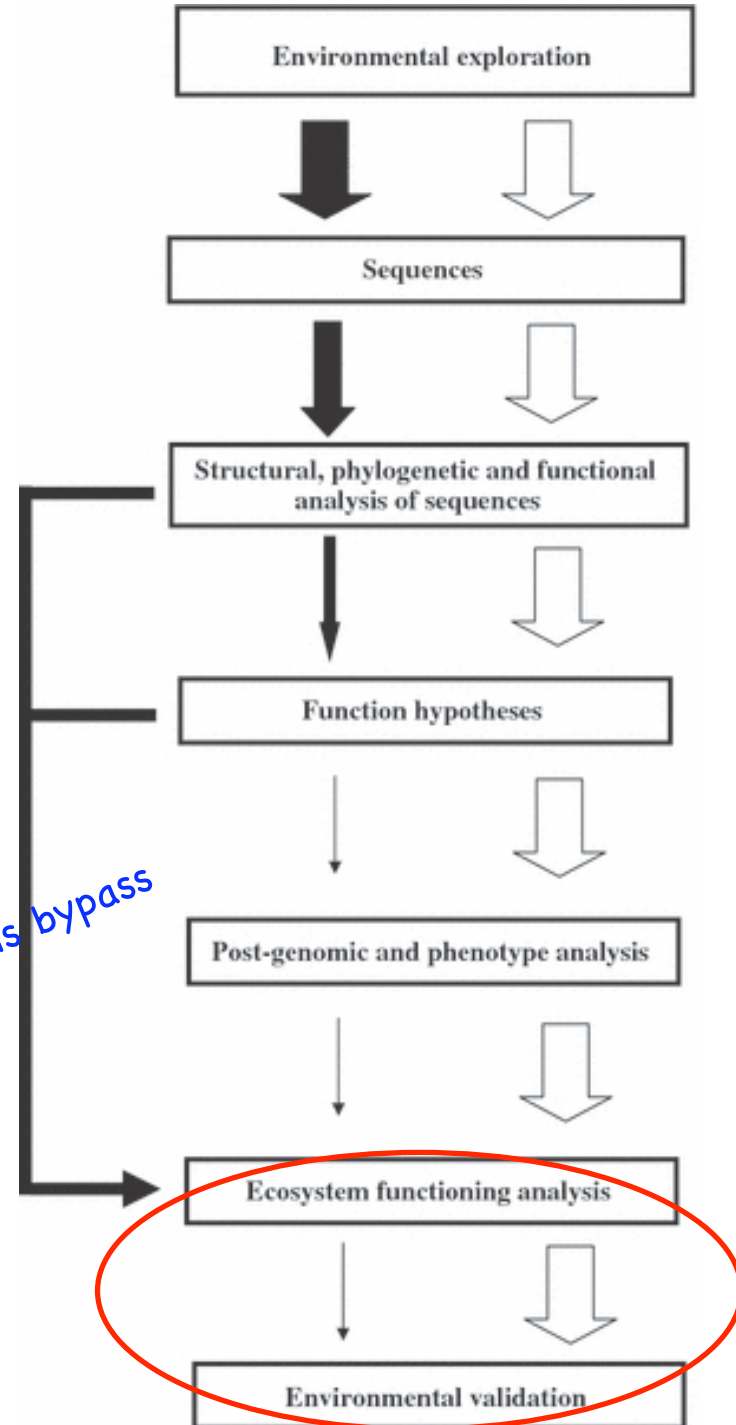 Environmental exploration
Sequences
Structural, phylogenetic and functional
analysis of sequences
Function hypotheses
bypass
Post-genomic and phenotype analysis
Ecosystem functioning analysis
Environmental validation